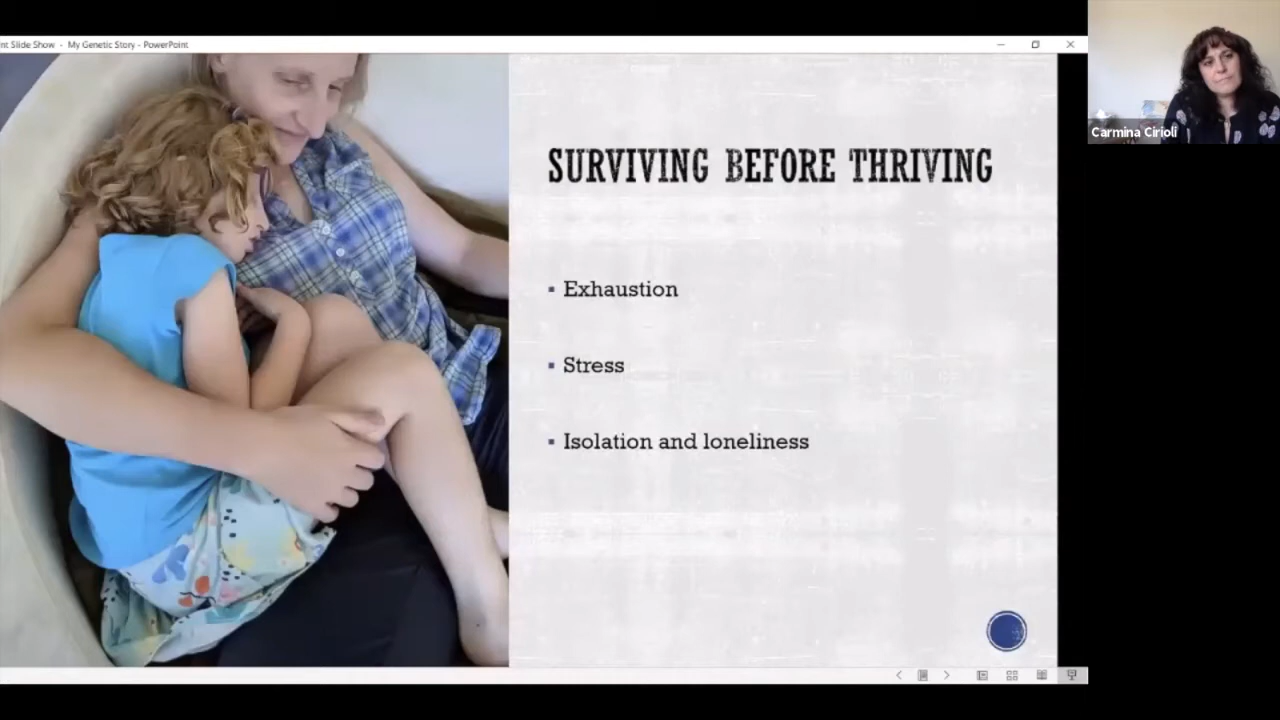 nt Slide Show - My Genetic Story - PowerPoint
Carmina Cirioli
SURVIVING BEFORE THRIVING
▪ Exhaustion
▪ Stress
▪ Isolation and loneliness